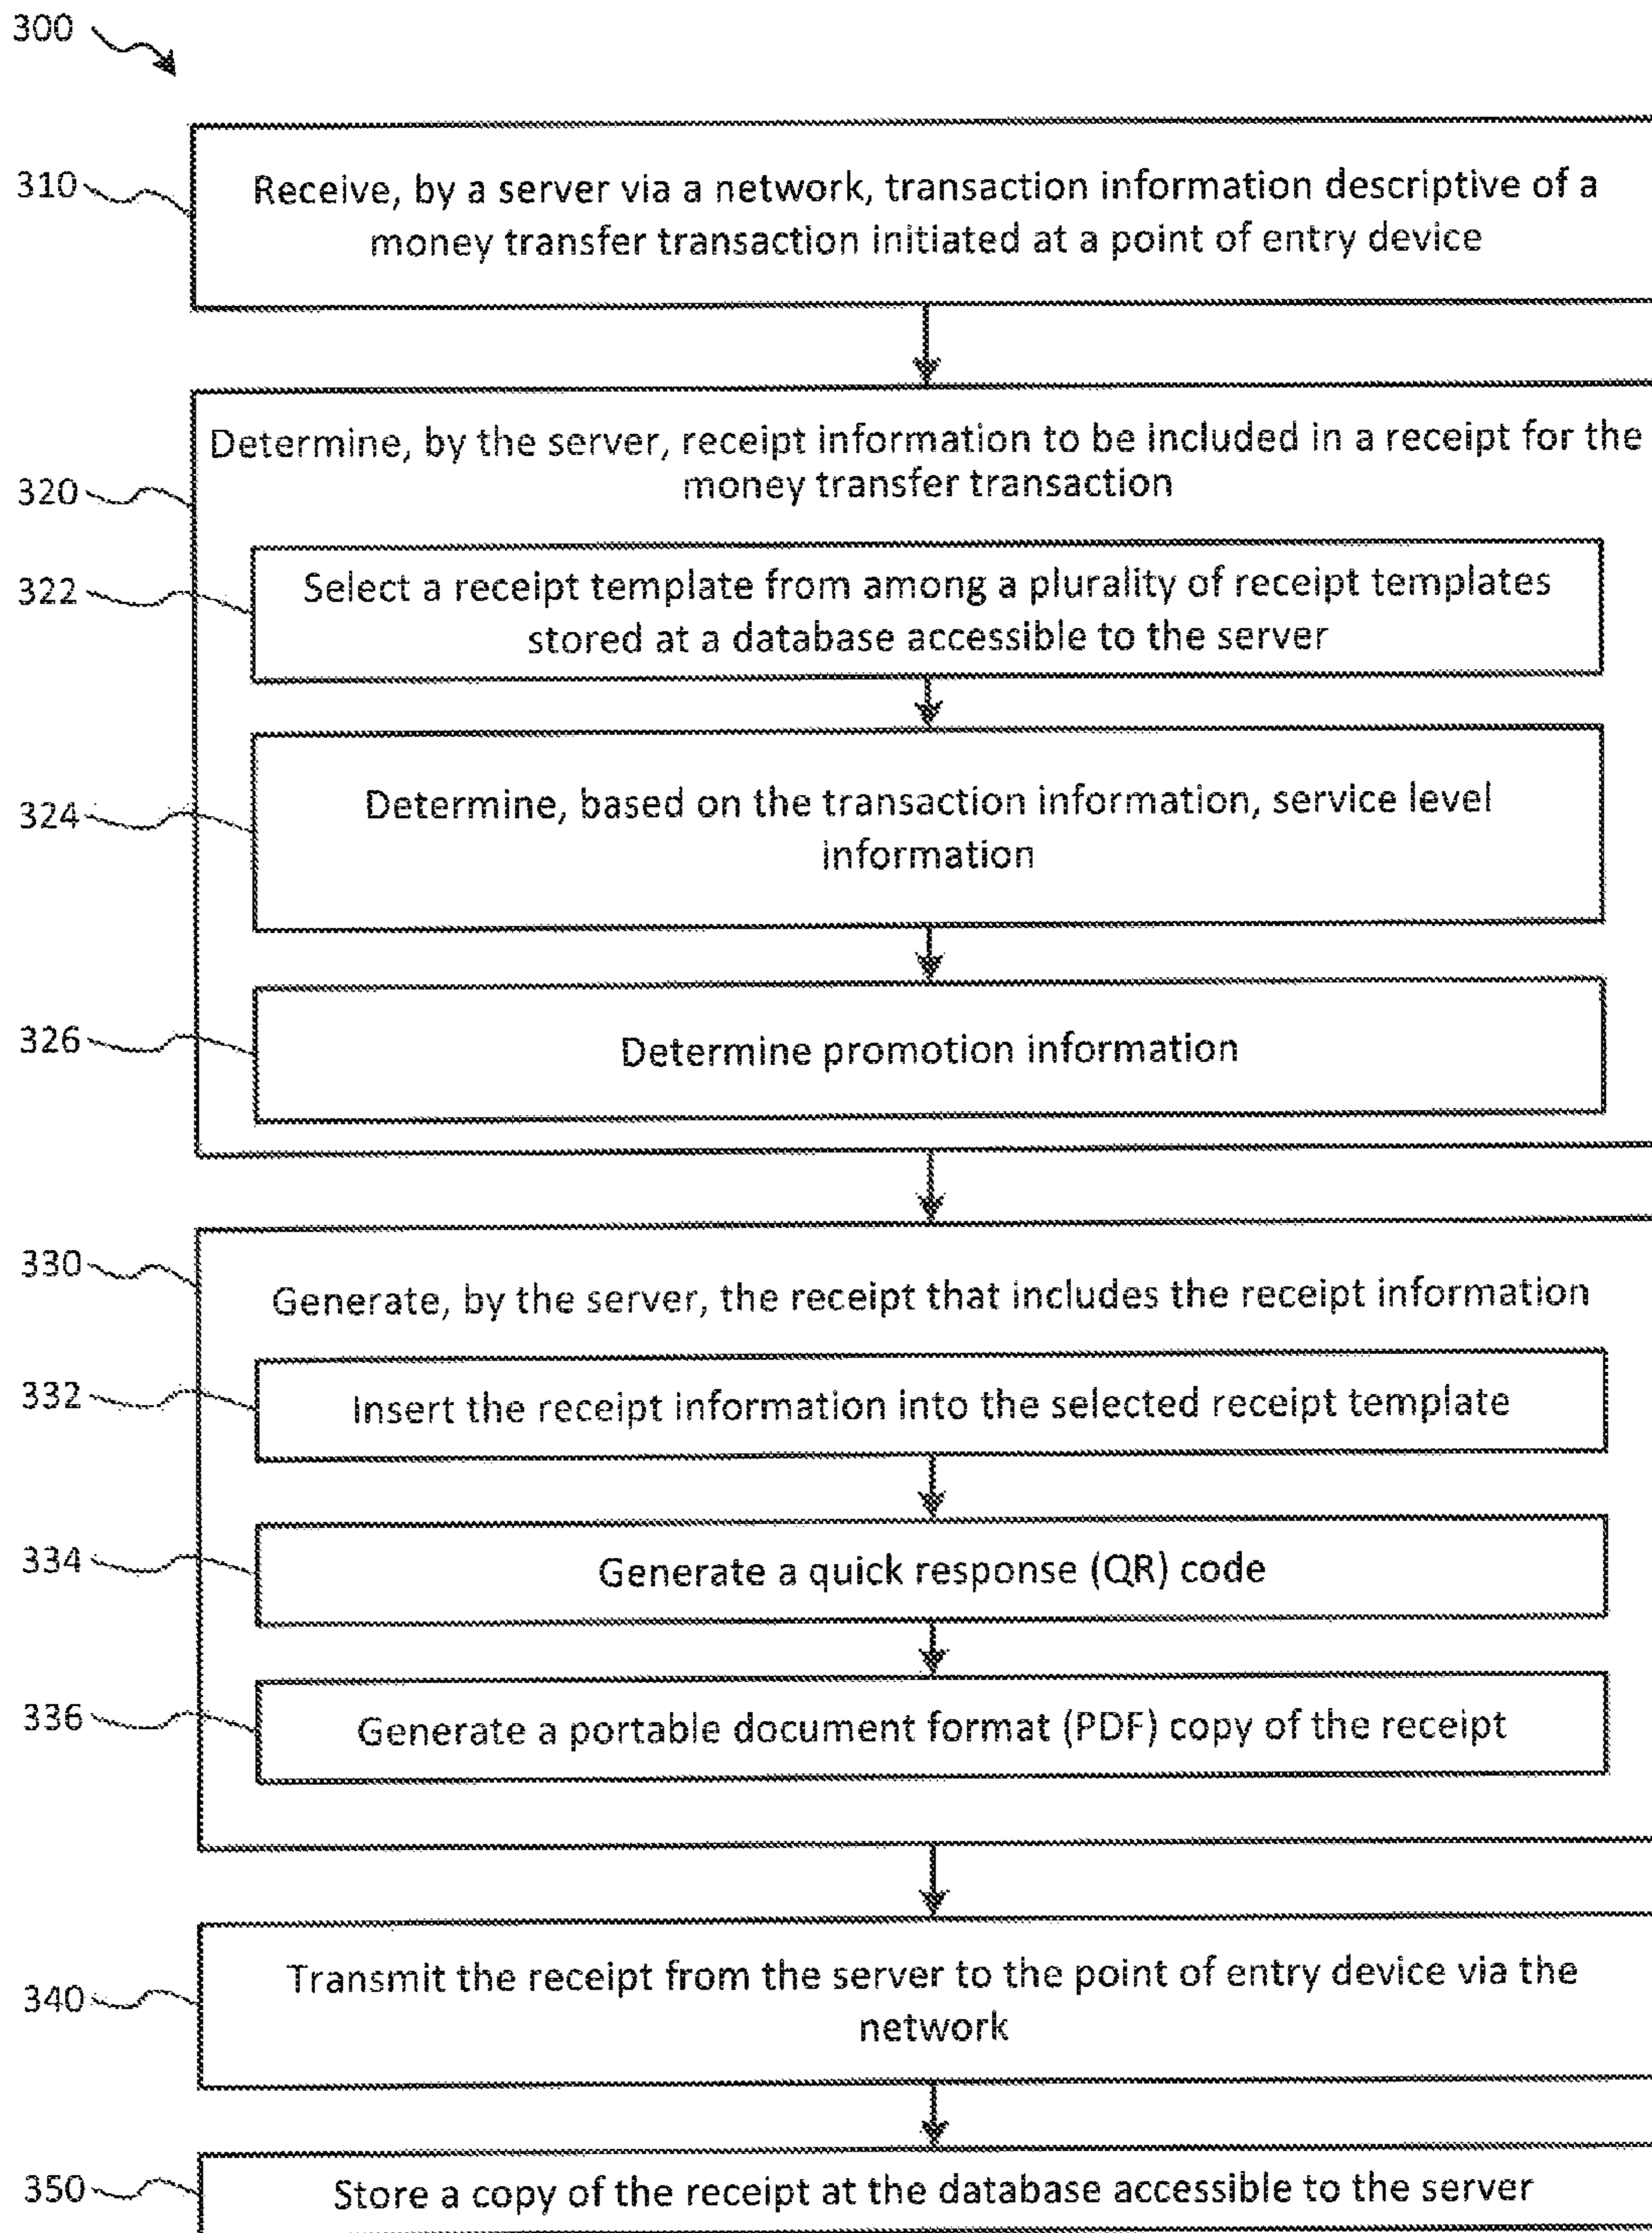 300
310
Receive, by a server via a network, transaction information descriptive of a
money transfer transaction initiated at a point of entry device
320
Determine, by the server, receipt information to be included in a receipt for the
money transfer transaction
322
Select a receipt template from among a plurality of receipt templates
stored at a database accessible to the server
324
Determine, based on the transaction information, service level
information
326
Determine promotion information
330
Generate, by the server, the receipt that includes the receipt information
332
Insert the receipt information into the selected receipt template
334
Generate a quick response (QR) code
336
Generate a portable document format (PDF) copy of the receipt
340
Transmit the receipt from the server to the point of entry device via the
network
350
Store a copy of the receipt at the database accessible to the server